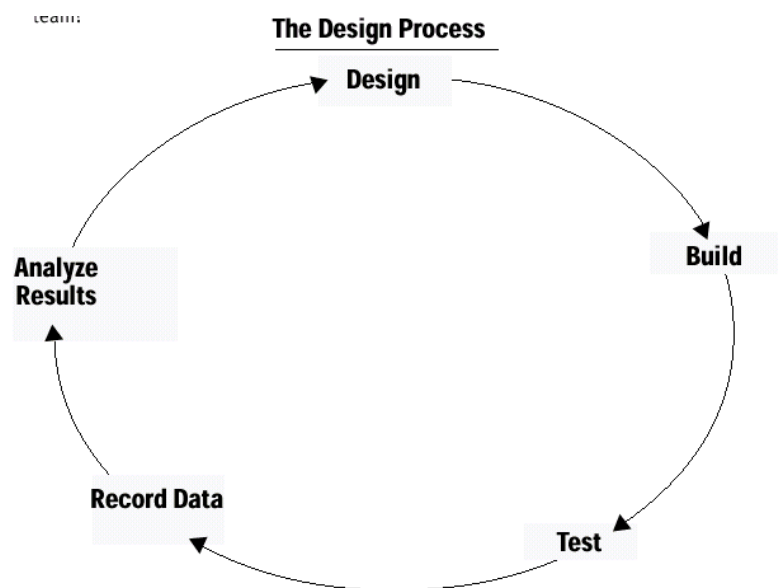 The Design Process
Design
Build
Analyze
Results
Record Data
Test